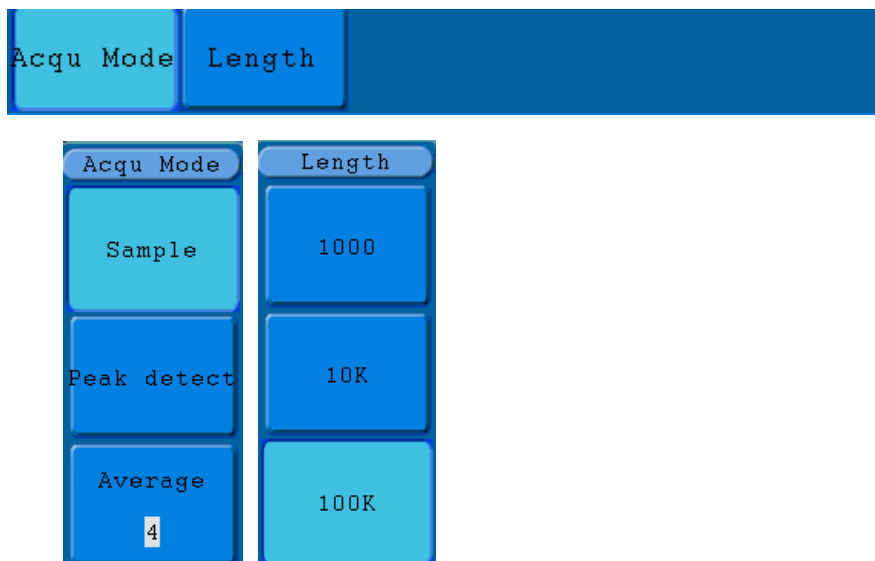 Acqu Mode Length
Acqu Mode
Sample
Peak detect
Average
4
Length
1000
10K
100K